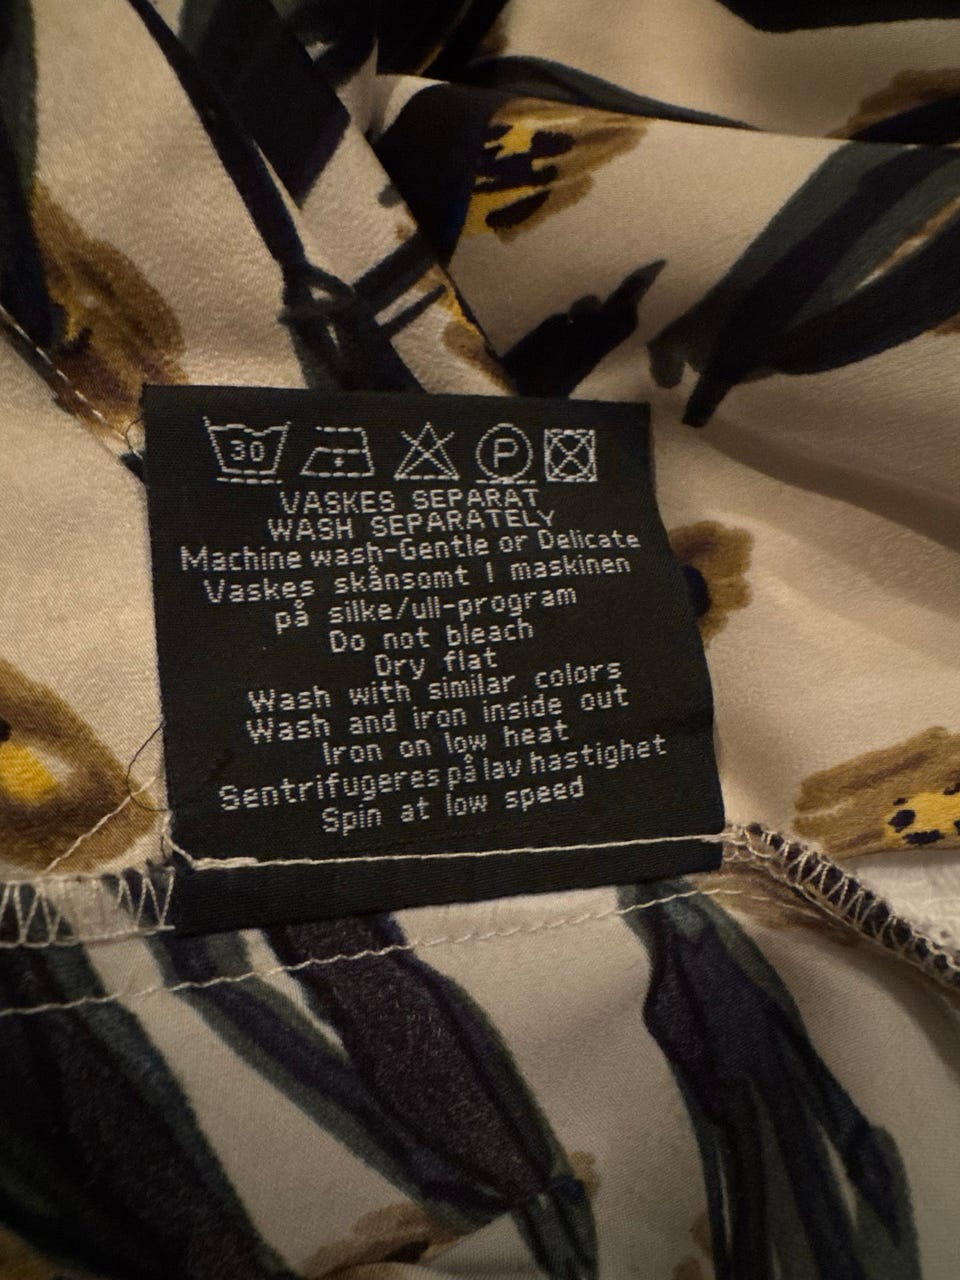 30 P
VASKES SEPARAT
WASH SEPARATELY
Machine wash-Gentle or Delicate
Vaskes skånsomt I maskinen
på silke/ull-program
Do not bleach
Dry flat
Wash with similar colors
Wash and iron inside out
Iron on low heat
Sentrifugeres på lav hastighet
Spin at low speed